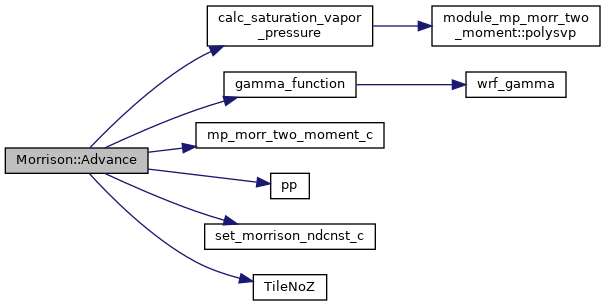 Morrison::Advance
calc_saturation_vapor
_pressure
module_mp_morr_two
_moment::polysvp
gamma_function
wrf_gamma
mp_morr_two_moment_c
pp
set_morrison_ndcnst_c
TileNoZ